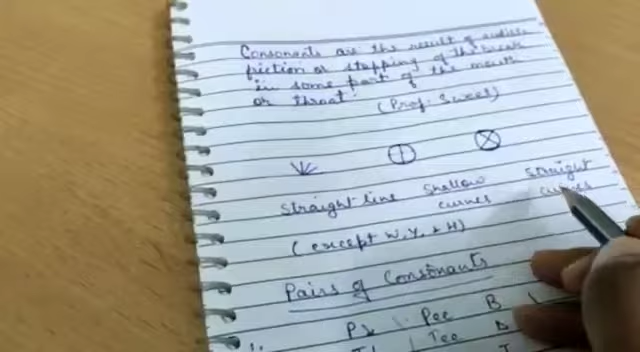 Consonants are the result of audible
friction or stopping of the breath
in some part of the mouth
or throat.
(Prof. Sweet)
straight line shallow straight
curves curves
(except W, Y, & H)
Pairs of Consonants
1. P \ Pee B \
Tee